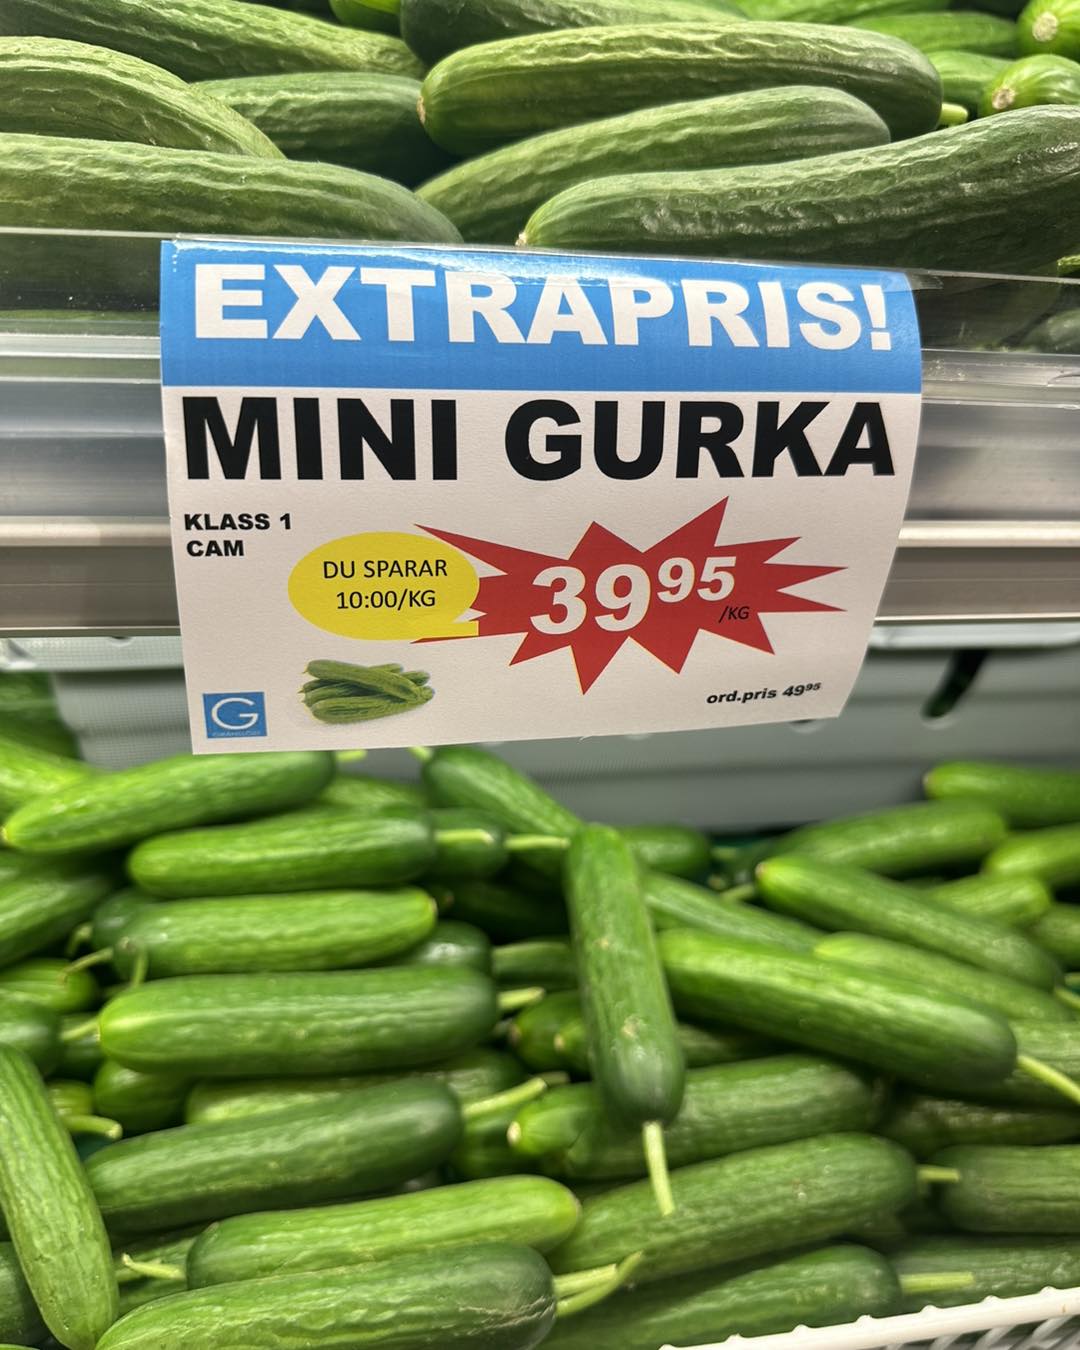 EXTRAPRIS!
MINI GURKA
KLASS 1
CAM
DU SPARAR
10:00/KG
39 95
/KG
ord.pris 49 95
G